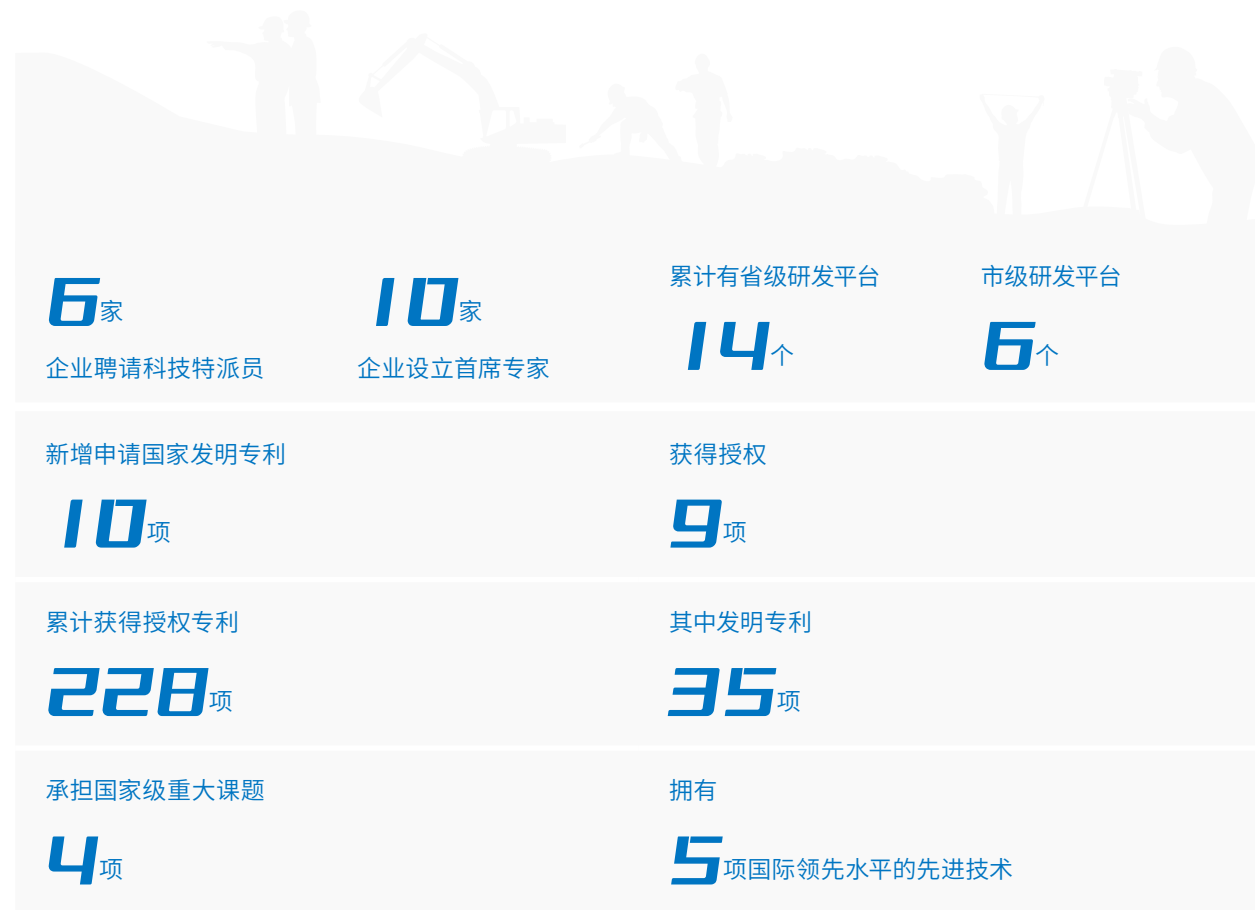 6家
企业聘请科技特派员
10家
企业设立首席专家
累计有省级研发平台
14个
市级研发平台
6个
新增申请国家发明专利
10项
获得授权
9项
累计获得授权专利
228项
其中发明专利
35项
承担国家级重大课题
4项
拥有
5项国际领先水平的先进技术